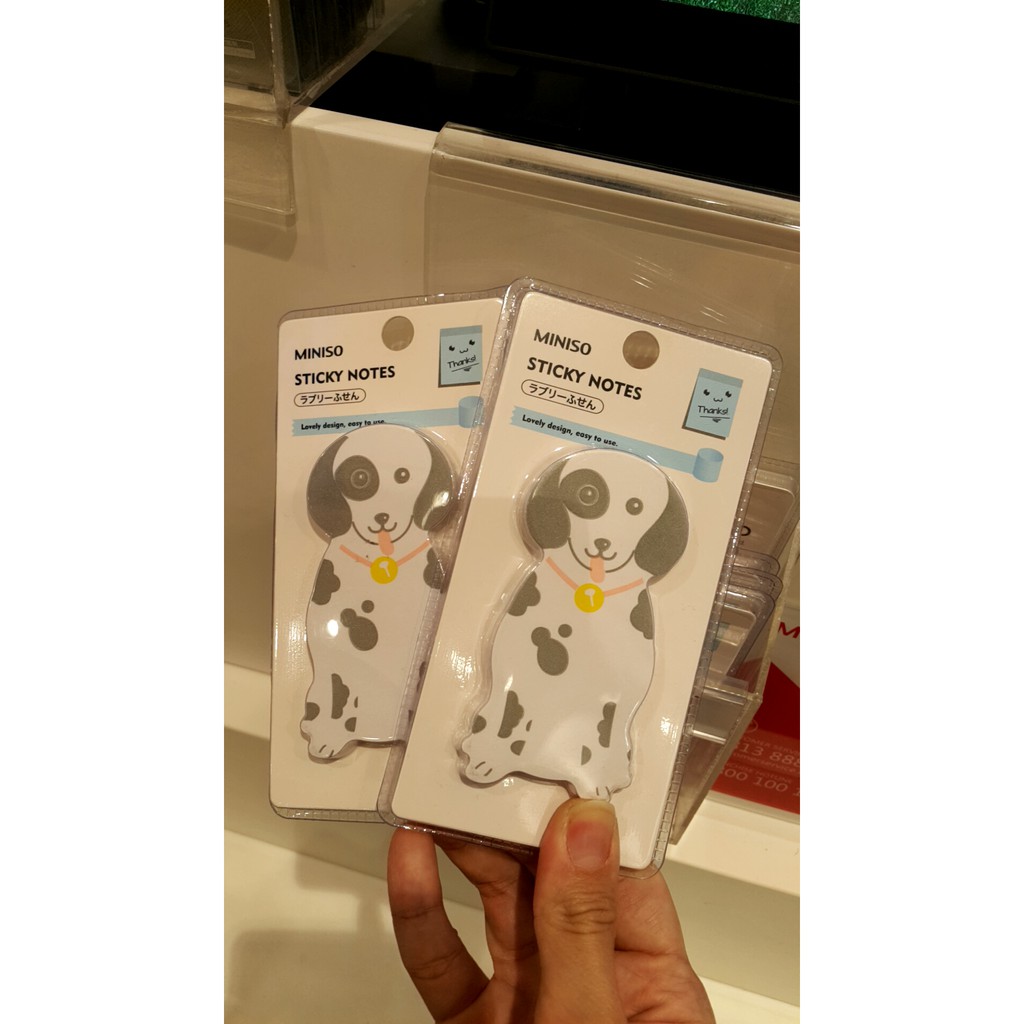 MINISO
STICKY NOTES
ラブリーふせん
Lovely design, easy to use.
Thanks!
MINISO
STICKY NOTES
ラブリーふせん
Lovely design, easy to use.
Thanks!